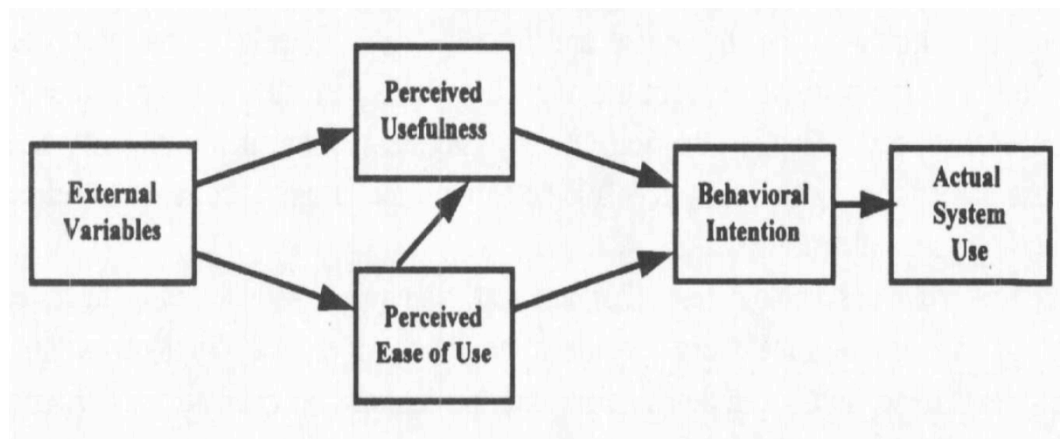 External
Variables
Perceived
Usefulness
Perceived
Ease of Use
Behavioral
Intention
Actual
System
Use